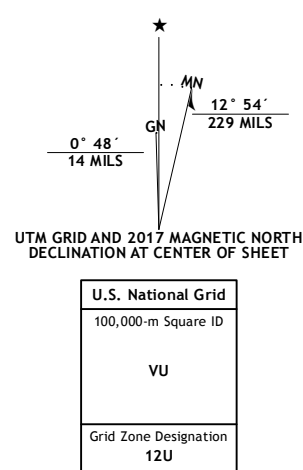 ★
MN
GN
12° 54´
229 MILS
0° 48´
14 MILS
UTM GRID AND 2017 MAGNETIC NORTH
DECLINATION AT CENTER OF SHEET
U.S. National Grid
100,000-m Square ID
VU
Grid Zone Designation
12U